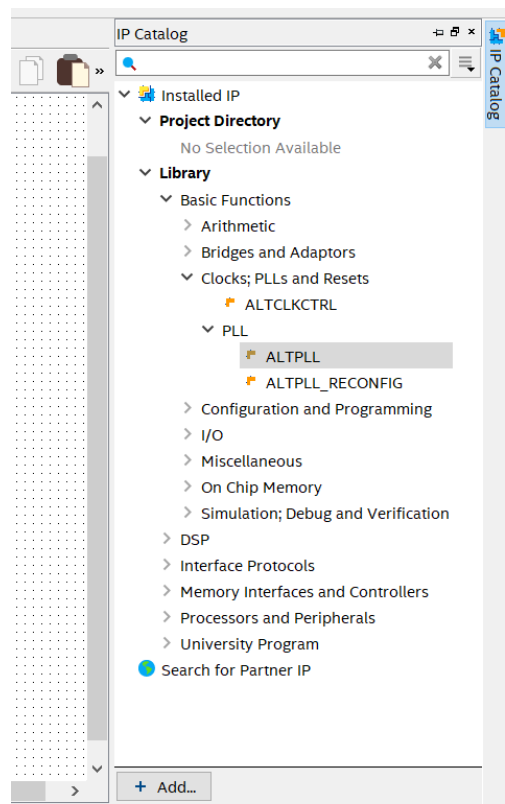 IP Catalog
IP Catalog
»
Installed IP
Project Directory
No Selection Available
Library
Basic Functions
Arithmetic
Bridges and Adaptors
Clocks; PLLs and Resets
ALTCLKCTRL
PLL
ALTPLL
ALTPLL_RECONFIG
Configuration and Programming
I/O
Miscellaneous
On Chip Memory
Simulation; Debug and Verification
DSP
Interface Protocols
Memory Interfaces and Controllers
Processors and Peripherals
University Program
Search for Partner IP
+ Add...